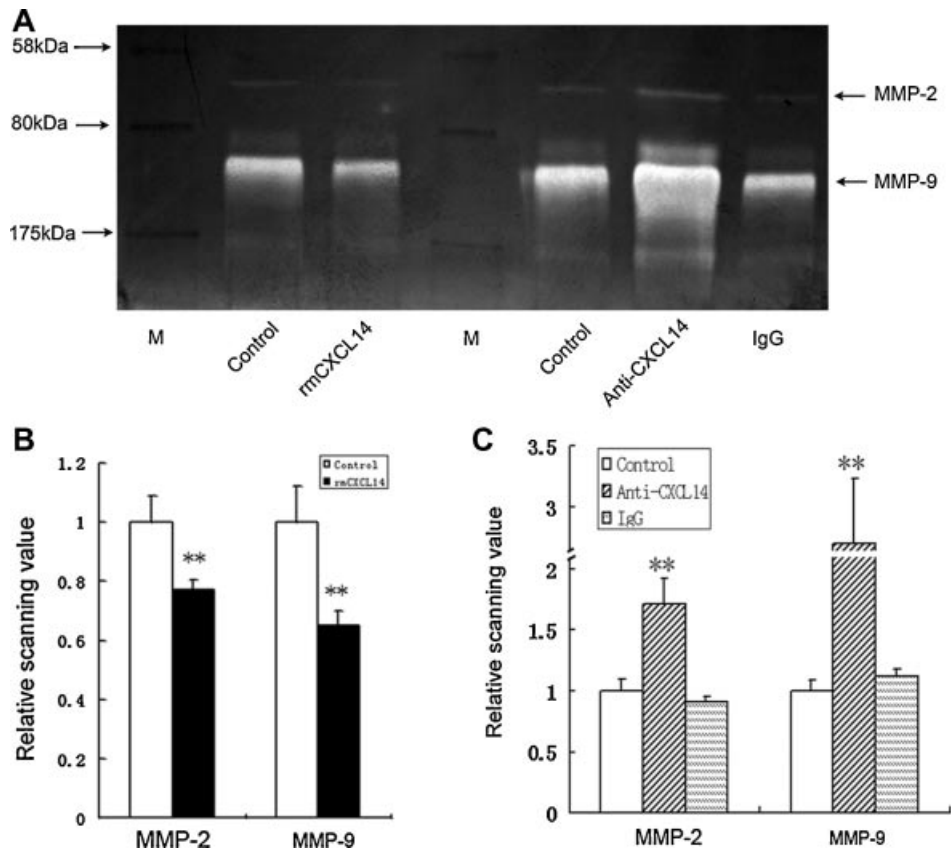 A
58kDa
80kDa
175kDa
MMP-2
MMP-9
M
Control
rmCXCL14
M
Control
Anti-CXCL14
IgG
B
Relative scanning value
1.2
1
0.8
0.6
0.4
0.2
0
Control
rmCXCL14
**
**
MMP-2
MMP-9
C
Relative scanning value
3.5
3
2
1.5
1
0.5
0
Control
Anti-CXCL14
IgG
**
**
MMP-2
MMP-9